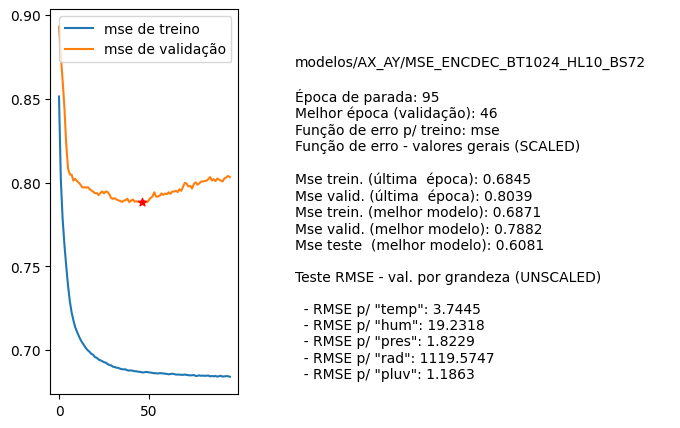 0.90
0.85
0.80
0.75
0.70
0
50
mse de treino
mse de validação
modelos/AX_AY/MSE_ENCDEC_BT1024_HL10_BS72
Época de parada: 95
Melhor época (validação): 46
Função de erro p/ treino: mse
Função de erro - valores gerais (SCALED)
Mse trein. (última  época): 0.6845
Mse valid. (última  época): 0.8039
Mse trein. (melhor modelo): 0.6871
Mse valid. (melhor modelo): 0.7882
Mse teste  (melhor modelo): 0.6081
Teste RMSE - val. por grandeza (UNSCALED)
- RMSE p/ "temp": 3.7445
- RMSE p/ "hum": 19.2318
- RMSE p/ "pres": 1.8229
- RMSE p/ "rad": 1119.5747
- RMSE p/ "pluv": 1.1863